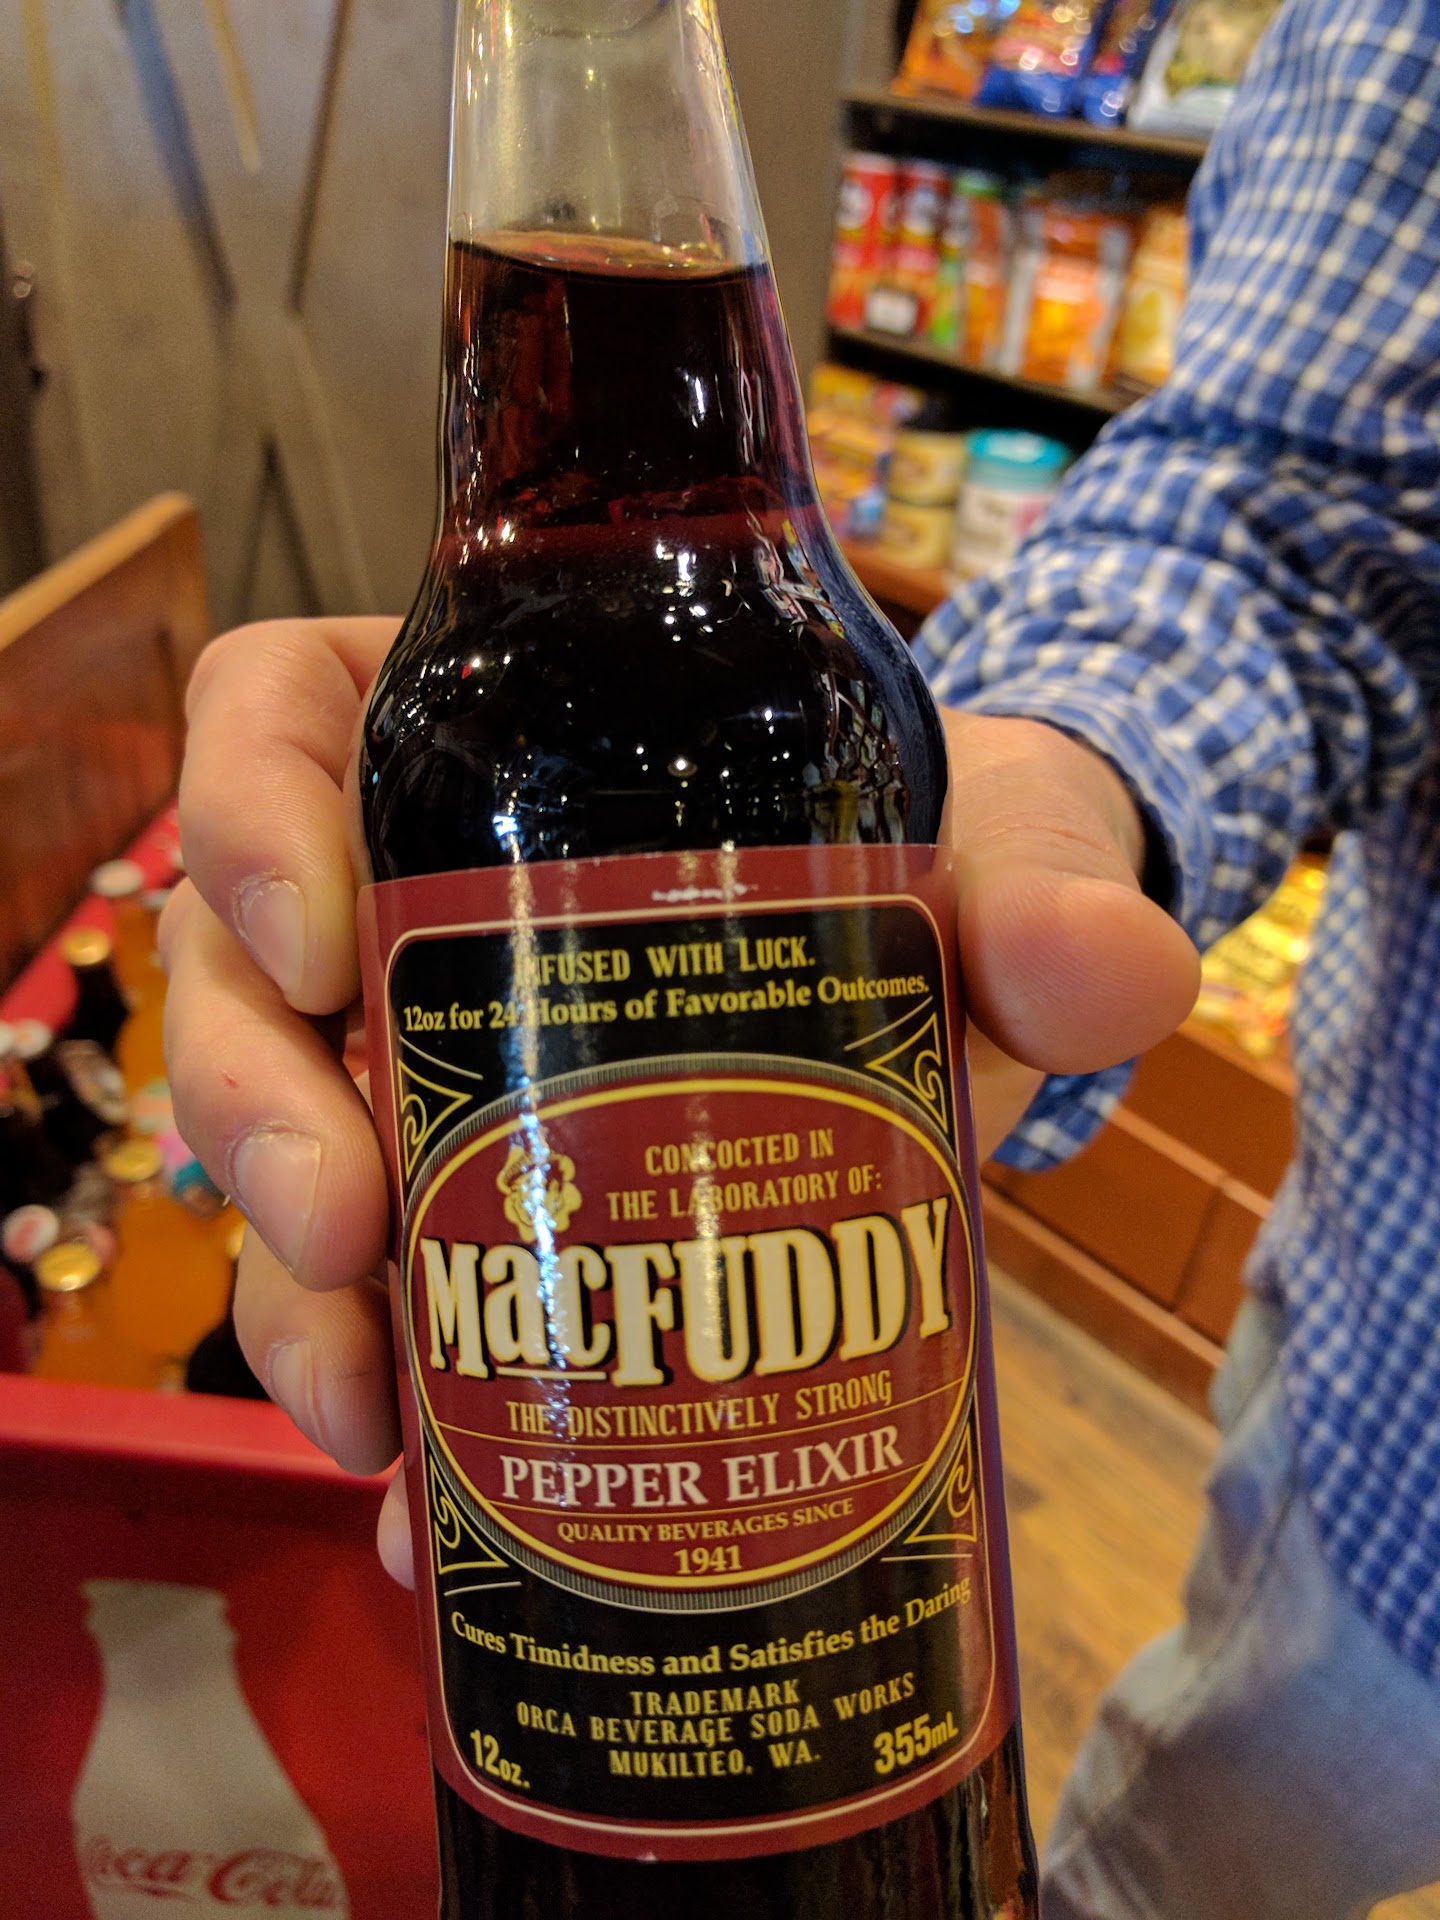 INFUSED WITH LUCK.
12oz for 24 Hours of Favorable Outcomes.
CONCOCTED IN
THE LABORATORY OF:
MacFUDDY
THE DISTINCTIVELY STRONG
PEPPER ELIXIR
QUALITY BEVERAGES SINCE
1941
Cures Timidness and Satisfies the Daring
TRADEMARK
ORCA BEVERAGE SODA WORKS
MUKILTEO, WA.
12oz.
355mL
Coca-Cola